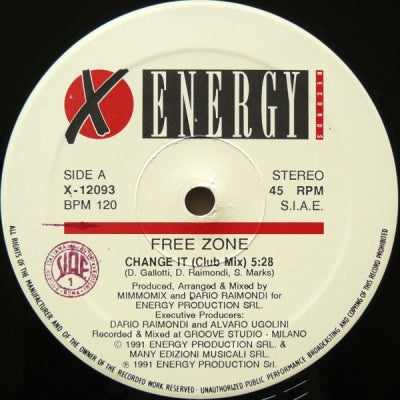 X ENERGY RECORDS
SIDE A
X-12093
BPM 120
STEREO
45 RPM
S.I.A.E.
FREE ZONE
CHANGE IT (Club Mix) 5:28
(D. Gallotti, D. Raimondi, S. Marks)
Produced, Arranged & Mixed by
MIMMOMIX and DARIO RAIMONDI for
ENERGY PRODUCTION SRL.
Executive Producers:
DARIO RAIMONDI and ALVARO UGOLINI
Recorded & Mixed at GROOVE STUDIO - MILANO
© 1991 ENERGY PRODUCTION SRL. &
MANY EDIZIONI MUSICALI SRL.
℗ 1991 ENERGY PRODUCTION Srl.
ALL RIGHTS OF THE MANUFACTURER AND OF THE OWNER OF THE RECORDED WORK RESERVED - UNAUTHORIZED PUBLIC PERFORMANCE BROADCASTING AND COPYING OF THIS RECORD PROHIBITED
SIAE
1